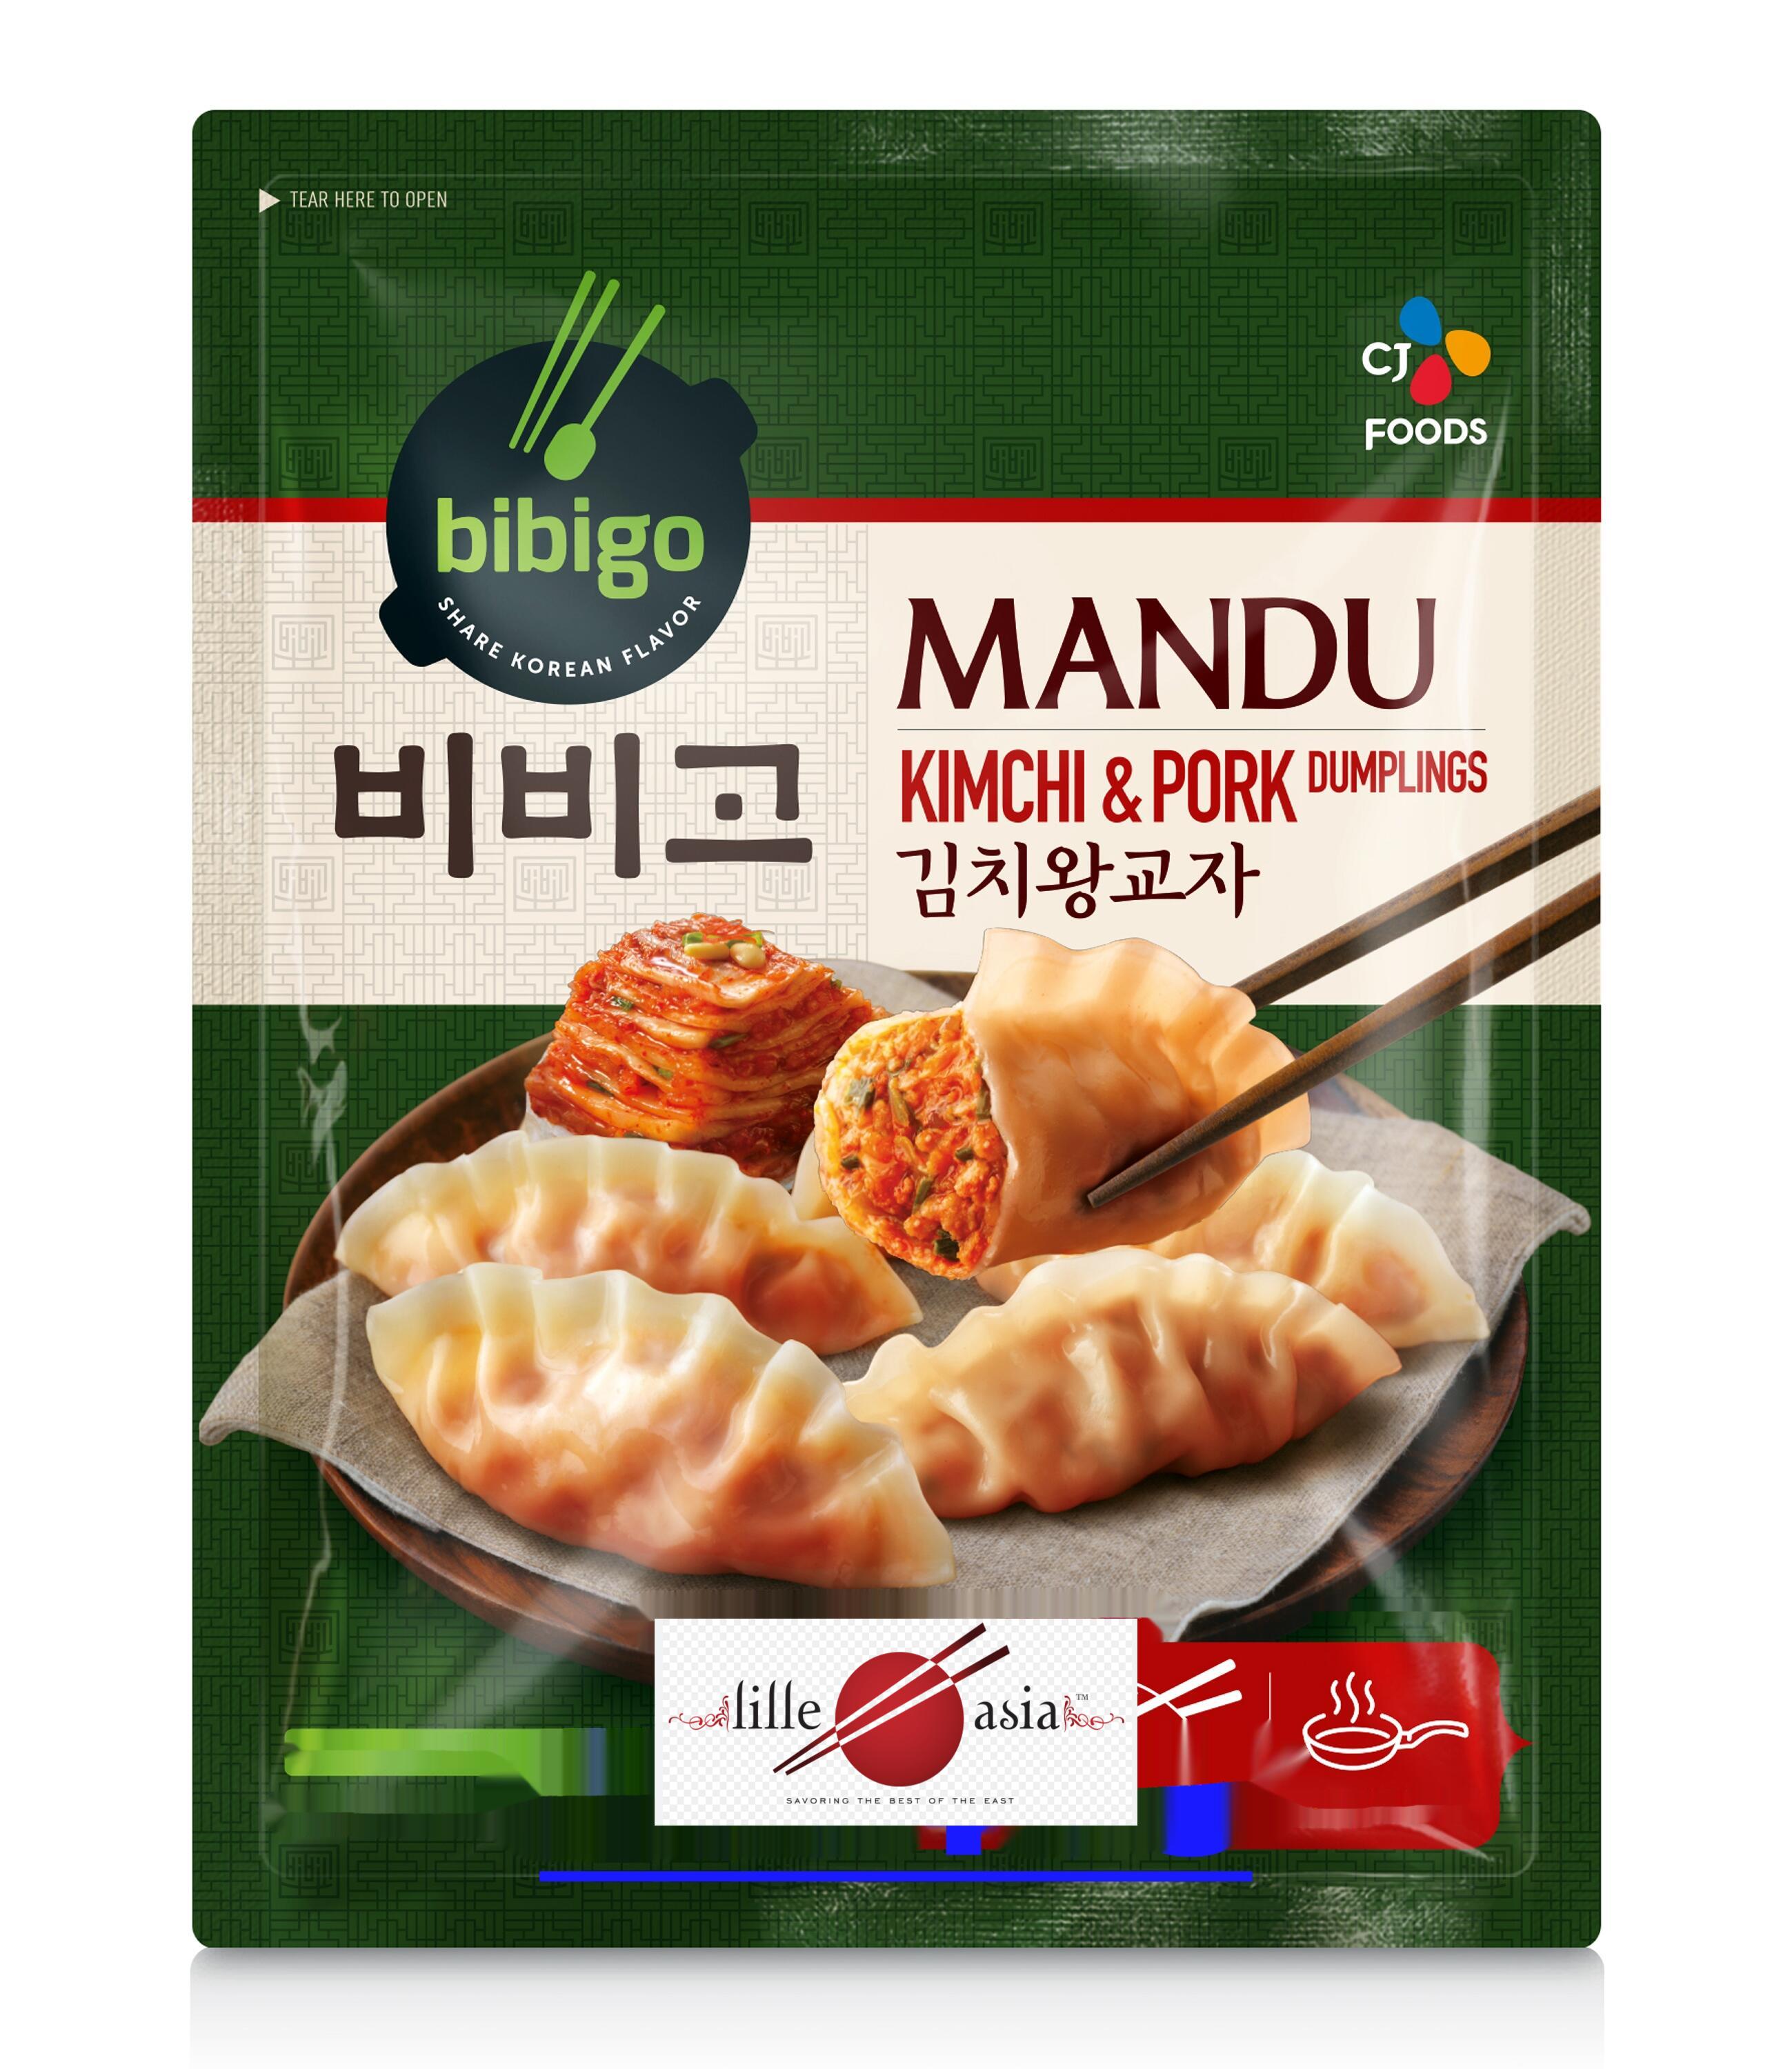 TEAR HERE TO OPEN
CJ
FOODS
bibigo
SHARE KOREAN FLAVOR
비비고
MANDU
KIMCHI & PORK DUMPLINGS
김치왕교자
lille asia™
SAVORING THE BEST OF THE EAST